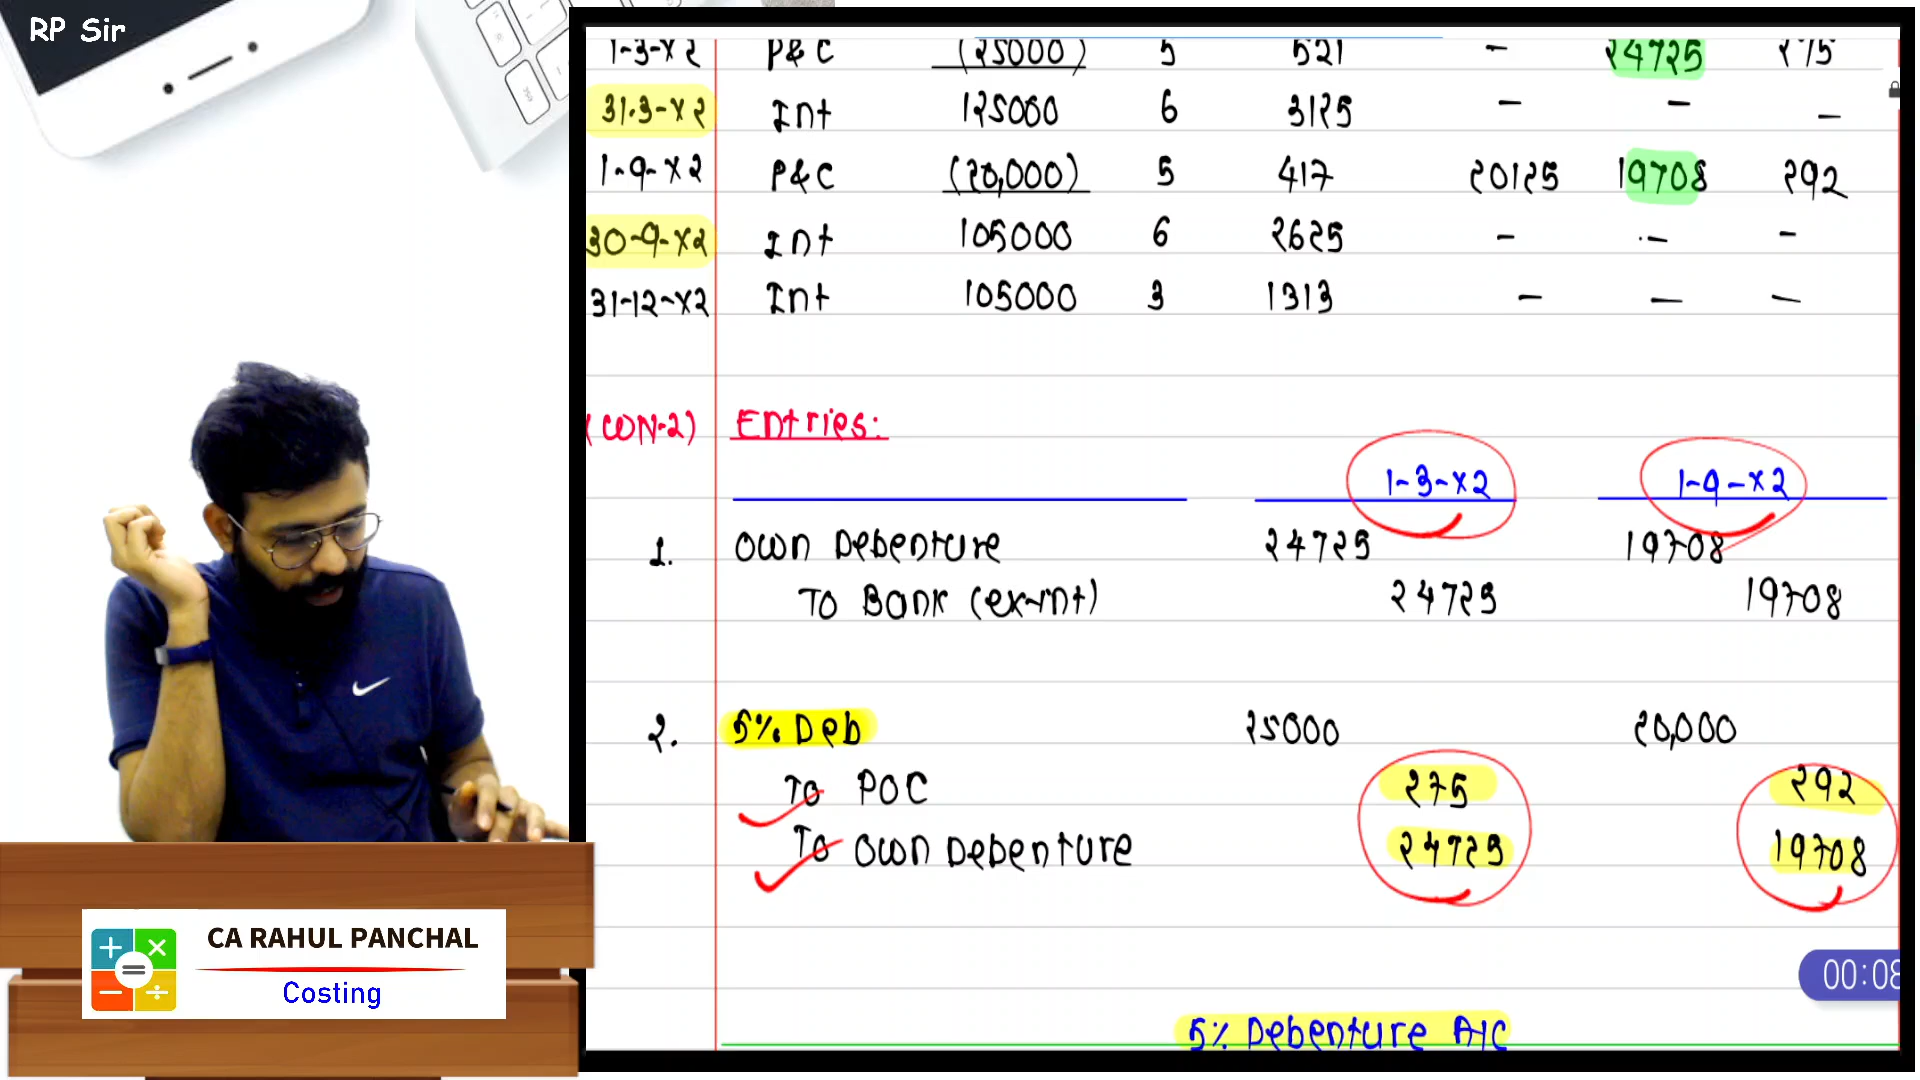 RP Sir
1-3-x2 P&C (25000) 5 521 - 24725 275
31.3-x2 Int 125000 6 3125 - - -
1-9-x2 P&C (20,000) 5 417 20125 19708 292
30-9-x2 Int 105000 6 2625 - - -
31-12-x2 Int 105000 3 1313 - - -
(CON-2) Entries:
1-3-x2 1-9-x2
1. Own Debenture 24725 19708
To Bank (ex-int) 24725 19708
2. 5% Deb 25000 20,000
To POC 275 292
To Own Debenture 24725 19708
CA RAHUL PANCHAL
Costing
00:08
5% Debenture A/C